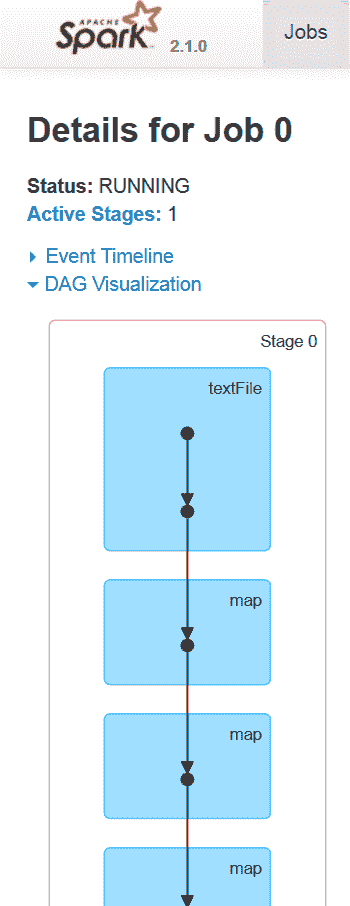 APACHE
Spark 2.1.0 Jobs
Details for Job 0
Status: RUNNING
Active Stages: 1
Event Timeline
DAG Visualization
Stage 0
textFile
map
map
map